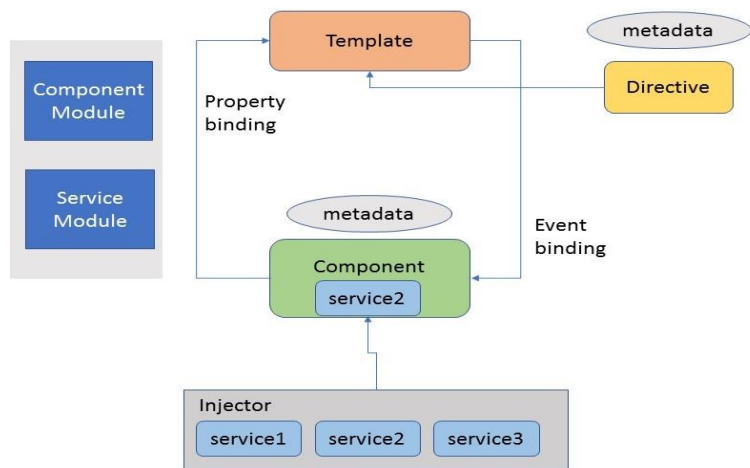 metadata
Template
Directive
Component
Module
Property
binding
Service
Module
metadata
Event
binding
Component
service2
Injector
service1 service2 service3